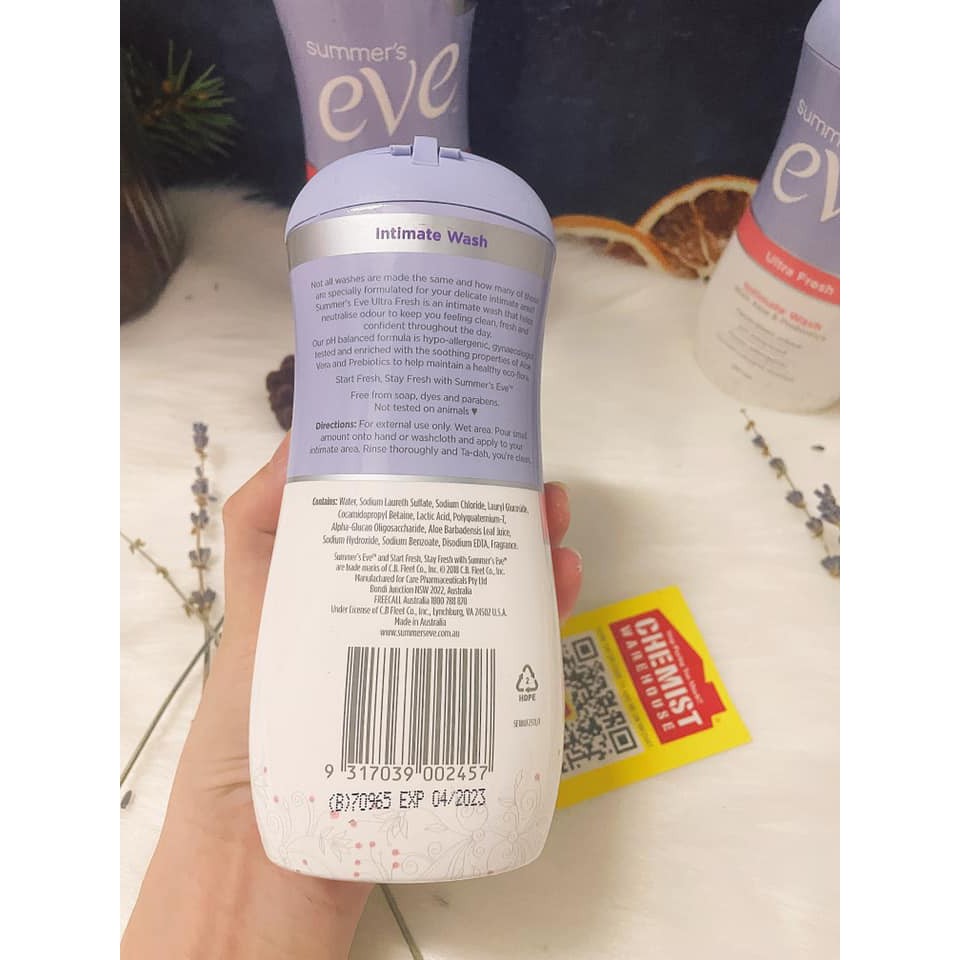 summer's
eve
Intimate Wash
Not all washes are made the same and how many of these
are specially formulated for your delicate intimate area?
Summer's Eve Ultra Fresh is an intimate wash that helps
neutralise odour to keep you feeling clean, fresh and
confident throughout the day.
Our pH balanced formula is hypo-allergenic, gynaecologist
tested and enriched with the soothing properties of Aloe
Vera and Prebiotics to help maintain a healthy eco-flora.
Start Fresh, Stay Fresh with Summer's Eve™
Free from soap, dyes and parabens.
Not tested on animals ♥
Directions: For external use only. Wet area. Pour small
amount onto hand or washcloth and apply to your
intimate area. Rinse thoroughly and Ta-dah, you're clean.
Contains: Water, Sodium Laureth Sulfate, Sodium Chloride, Lauryl Glucoside,
Cocamidopropyl Betaine, Lactic Acid, Polyquaternium-7,
Alpha-Glucan Oligosaccharide, Aloe Barbadensis Leaf Juice,
Sodium Hydroxide, Sodium Benzoate, Disodium EDTA, Fragrance.
Summer's Eve™ and Start Fresh, Stay Fresh with Summer's Eve™
are trade marks of C.B. Fleet Co., Inc. © 2018 C.B. Fleet Co., Inc.
Manufactured for Care Pharmaceuticals Pty Ltd
Bondi Junction NSW 2022, Australia
FREECALL Australia 1800 788 870
Under License of C.B Fleet Co., Inc., Lynchburg, VA 24502 U.S.A.
Made in Australia
www.summerseve.com.au
2
HDPE
9 317039 002457
(B)70965 EXP 04/2023
summ
ev
Ultra Fresh
Intimate Wash
CHEMIST
WAREHOUSE